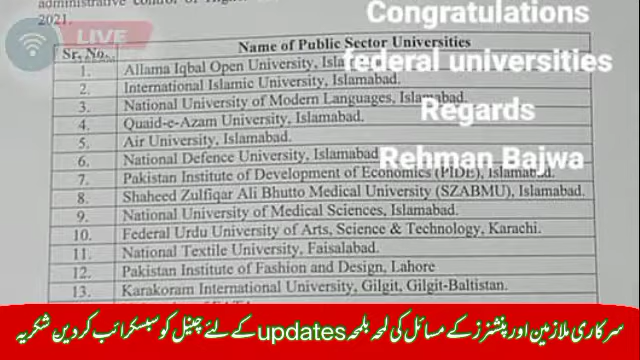 administrative control of Higher
2021.
LIVE
Congratulations
federal universities
Regards
Rehman Bajwa
Sr. No. Name of Public Sector Universities
1. Allama Iqbal Open University, Islamabad.
2. International Islamic University, Islamabad.
3. National University of Modern Languages, Islamabad.
4. Quaid-e-Azam University, Islamabad.
5. Air University, Islamabad.
6. National Defence University, Islamabad
7. Pakistan Institute of Development of Economics (PIDE), Islamabad.
8. Shaheed Zulfiqar Ali Bhutto Medical University (SZABMU), Islamabad.
9. National University of Medical Sciences, Islamabad.
10. Federal Urdu University of Arts, Science & Technology, Karachi.
11. National Textile University, Faisalabad.
12. Pakistan Institute of Fashion and Design, Lahore
13. Karakoram International University, Gilgit, Gilgit-Baltistan.
سرکاری ملازمین اور پنشنرز کے مسائل کی لمحہ بلمحہ updates کے لئے چینل کو سبسکرائب کردیں شکریہ